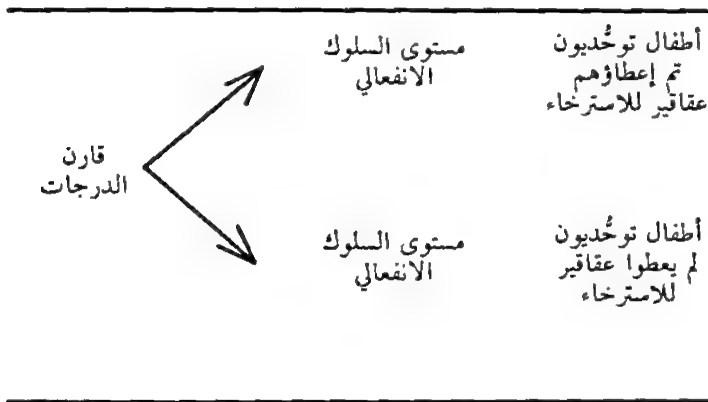 أطفال توحُّديون
تم إعطاؤهم
عقاقير للاسترخاء
مستوى السلوك
الانفعالي
قارن
الدرجات
أطفال توحُّديون
لم يعطوا عقاقير
للاسترخاء
مستوى السلوك
الانفعالي